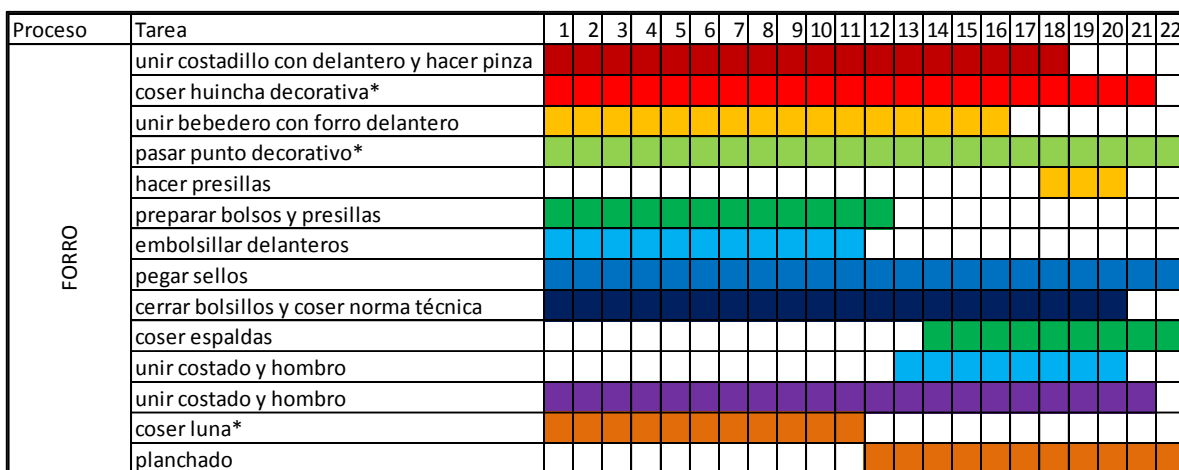 Proceso Tarea 1 2 3 4 5 6 7 8 9 10 11 12 13 14 15 16 17 18 19 20 21 22
FORRO
unir costadillo con delantero y hacer pinza
coser huincha decorativa*
unir bebedero con forro delantero
pasar punto decorativo*
hacer presillas
preparar bolsos y presillas
embolsillar delanteros
pegar sellos
cerrar bolsillos y coser norma técnica
coser espaldas
unir costado y hombro
unir costado y hombro
coser luna*
planchado